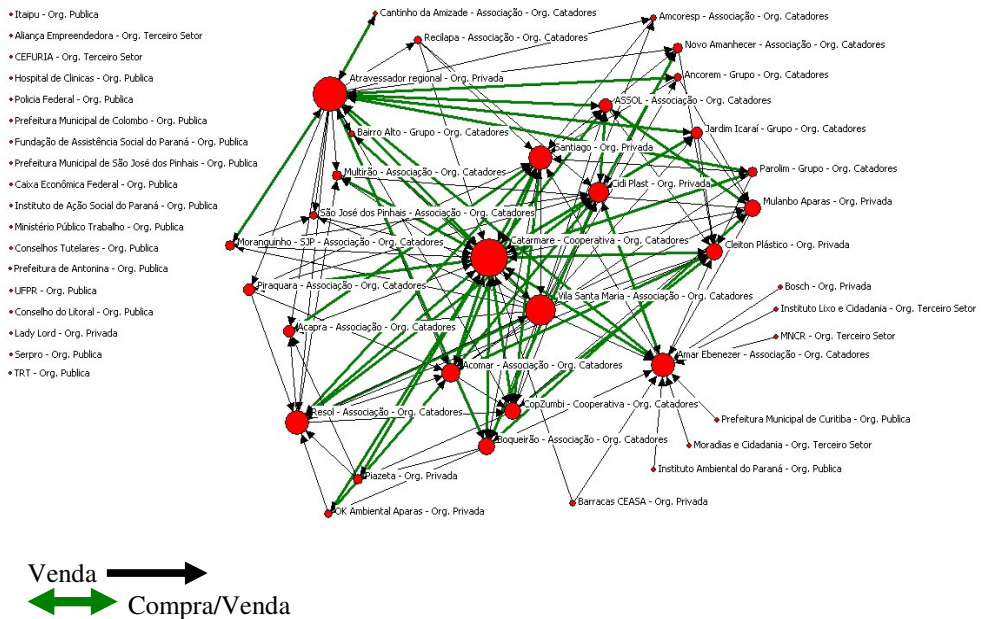 Itaipu - Org. Publica
Aliança Empreendedora - Org. Terceiro Setor
CEFURIA - Org. Terceiro Setor
Hospital de Clinicas - Org. Publica
Policia Federal - Org. Publica
Prefeitura Municipal de Colombo - Org. Publica
Fundação de Assistência Social do Paraná - Org. Publica
Prefeitura Municipal de São José dos Pinhais - Org. Publica
Caixa Econômica Federal - Org. Publica
Instituto de Ação Social do Paraná - Org. Publica
Ministério Público Trabalho - Org. Publica
Conselhos Tutelares - Org. Publica
Prefeitura de Antonina - Org. Publica
UFPR - Org. Publica
Conselho do Litoral - Org. Publica
Lady Lord - Org. Privada
Serpro - Org. Publica
TRT - Org. Publica
Cantinho da Amizade - Associação - Org. Catadores
Amcoresp - Associação - Org. Catadores
Recilapa - Associação - Org. Catadores
Novo Amanhecer - Associação - Org. Catadores
Atravessador regional - Org. Privada
Ancorem - Grupo - Org. Catadores
ASSOL - Associação - Org. Catadores
Bairro Alto - Grupo - Org. Catadores
Jardim Icaraí - Grupo - Org. Catadores
Santiago - Org. Privada
Multirão - Associação - Org. Catadores
Parolim - Grupo - Org. Catadores
Cidi Plast - Org. Privada
Mulanbo Aparas - Org. Privada
São José dos Pinhais - Associação - Org. Catadores
Moranguinho - SJP - Associação - Org. Catadores
Catarmare - Cooperativa - Org. Catadores
Cleiton Plástico - Org. Privada
Piraquara - Associação - Org. Catadores
Bosch - Org. Privada
Vila Santa Maria - Associação - Org. Catadores
Instituto Lixo e Cidadania - Org. Terceiro Setor
Acapra - Associação - Org. Catadores
MNCR - Org. Terceiro Setor
Amar Ebenezer - Associação - Org. Catadores
Acomar - Associação - Org. Catadores
Resol - Associação - Org. Catadores
CopZumbi - Cooperativa - Org. Catadores
Prefeitura Municipal de Curitiba - Org. Publica
Boqueirão - Associação - Org. Catadores
Moradias e Cidadania - Org. Terceiro Setor
Instituto Ambiental do Paraná - Org. Publica
Piazeta - Org. Privada
Barracas CEASA - Org. Privada
OK Ambiental Aparas - Org. Privada
Venda
Compra/Venda